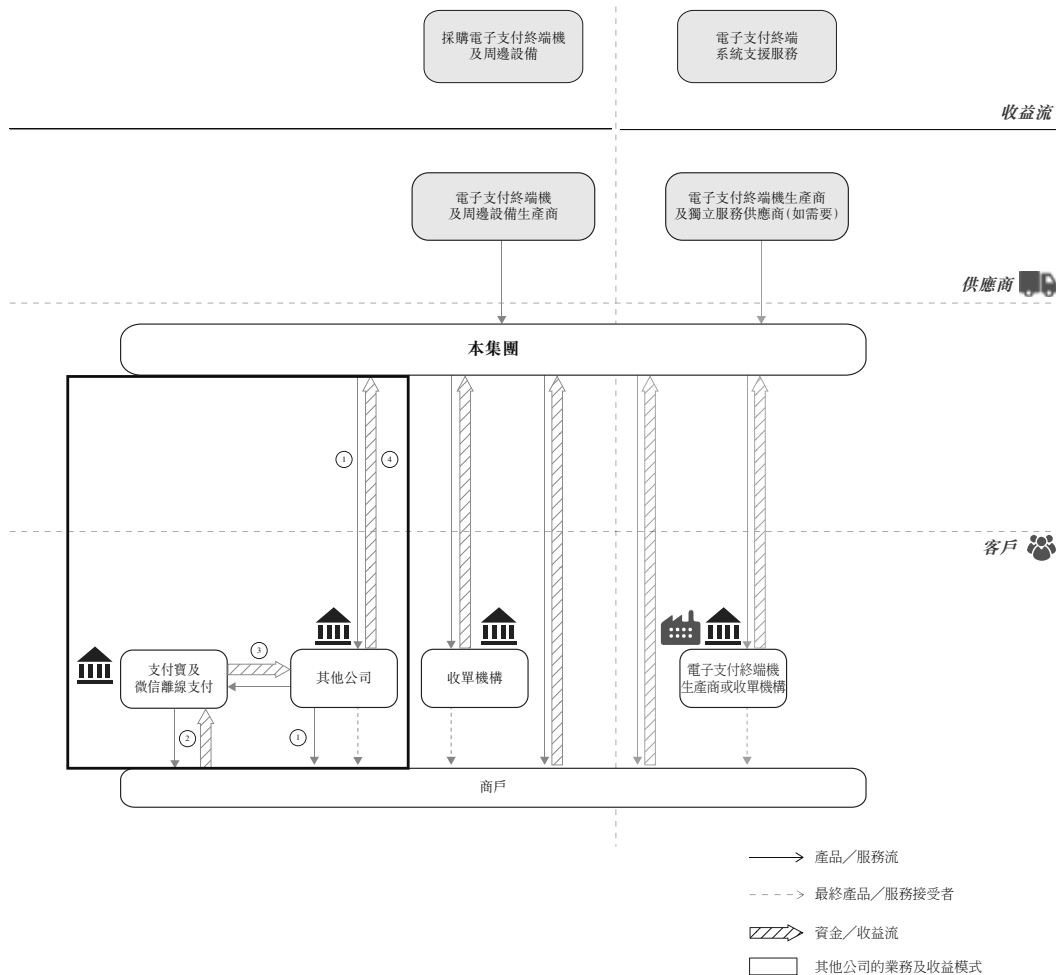 採購電子支付終端機
及周邊設備
電子支付終端
系統支援服務
收益流
電子支付終端機
及周邊設備生產商
電子支付終端機生產商
及獨立服務供應商(如需要)
供應商
本集團
1
4
客戶
3
支付寶及
微信離線支付
其他公司
收單機構
電子支付終端機
生產商或收單機構
2
1
商戶
產品／服務流
最終產品／服務接受者
資金／收益流
其他公司的業務及收益模式